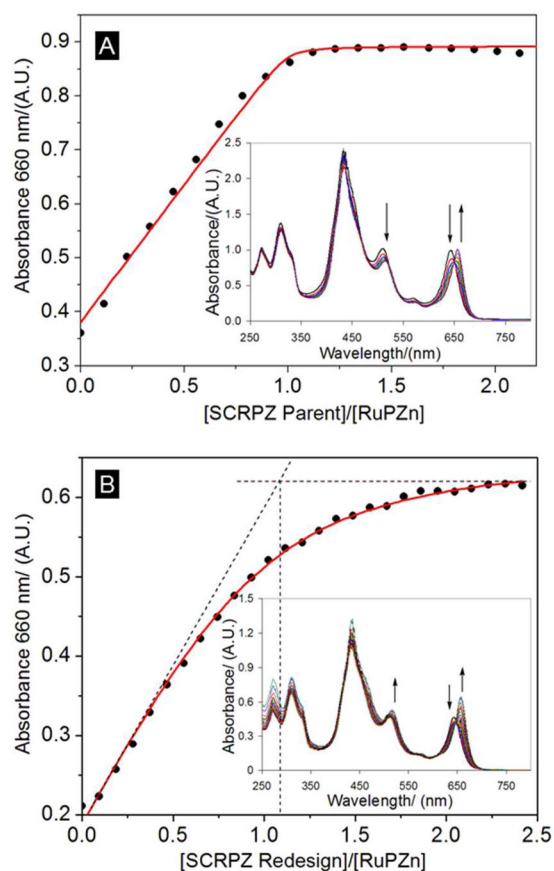 A
Absorbance 660 nm/(A.U.)
0.9
0.8
0.7
0.6
0.5
0.4
0.3
0.0 0.5 1.0 1.5 2.0
[SCRPZ Parent]/[RuPZn]
Absorbance/(A.U.)
2.5
2.0
1.5
1.0
0.5
0.0
250 350 450 550 650 750
Wavelength/(nm)
B
Absorbance 660 nm/ (A.U.)
0.6
0.5
0.4
0.3
0.2
0.0 0.5 1.0 1.5 2.0 2.5
[SCRPZ Redesign]/[RuPZn]
Absorbance/ (A.U.)
1.5
1.2
0.9
0.6
0.3
0
250 350 450 550 650 750
Wavelength/ (nm)